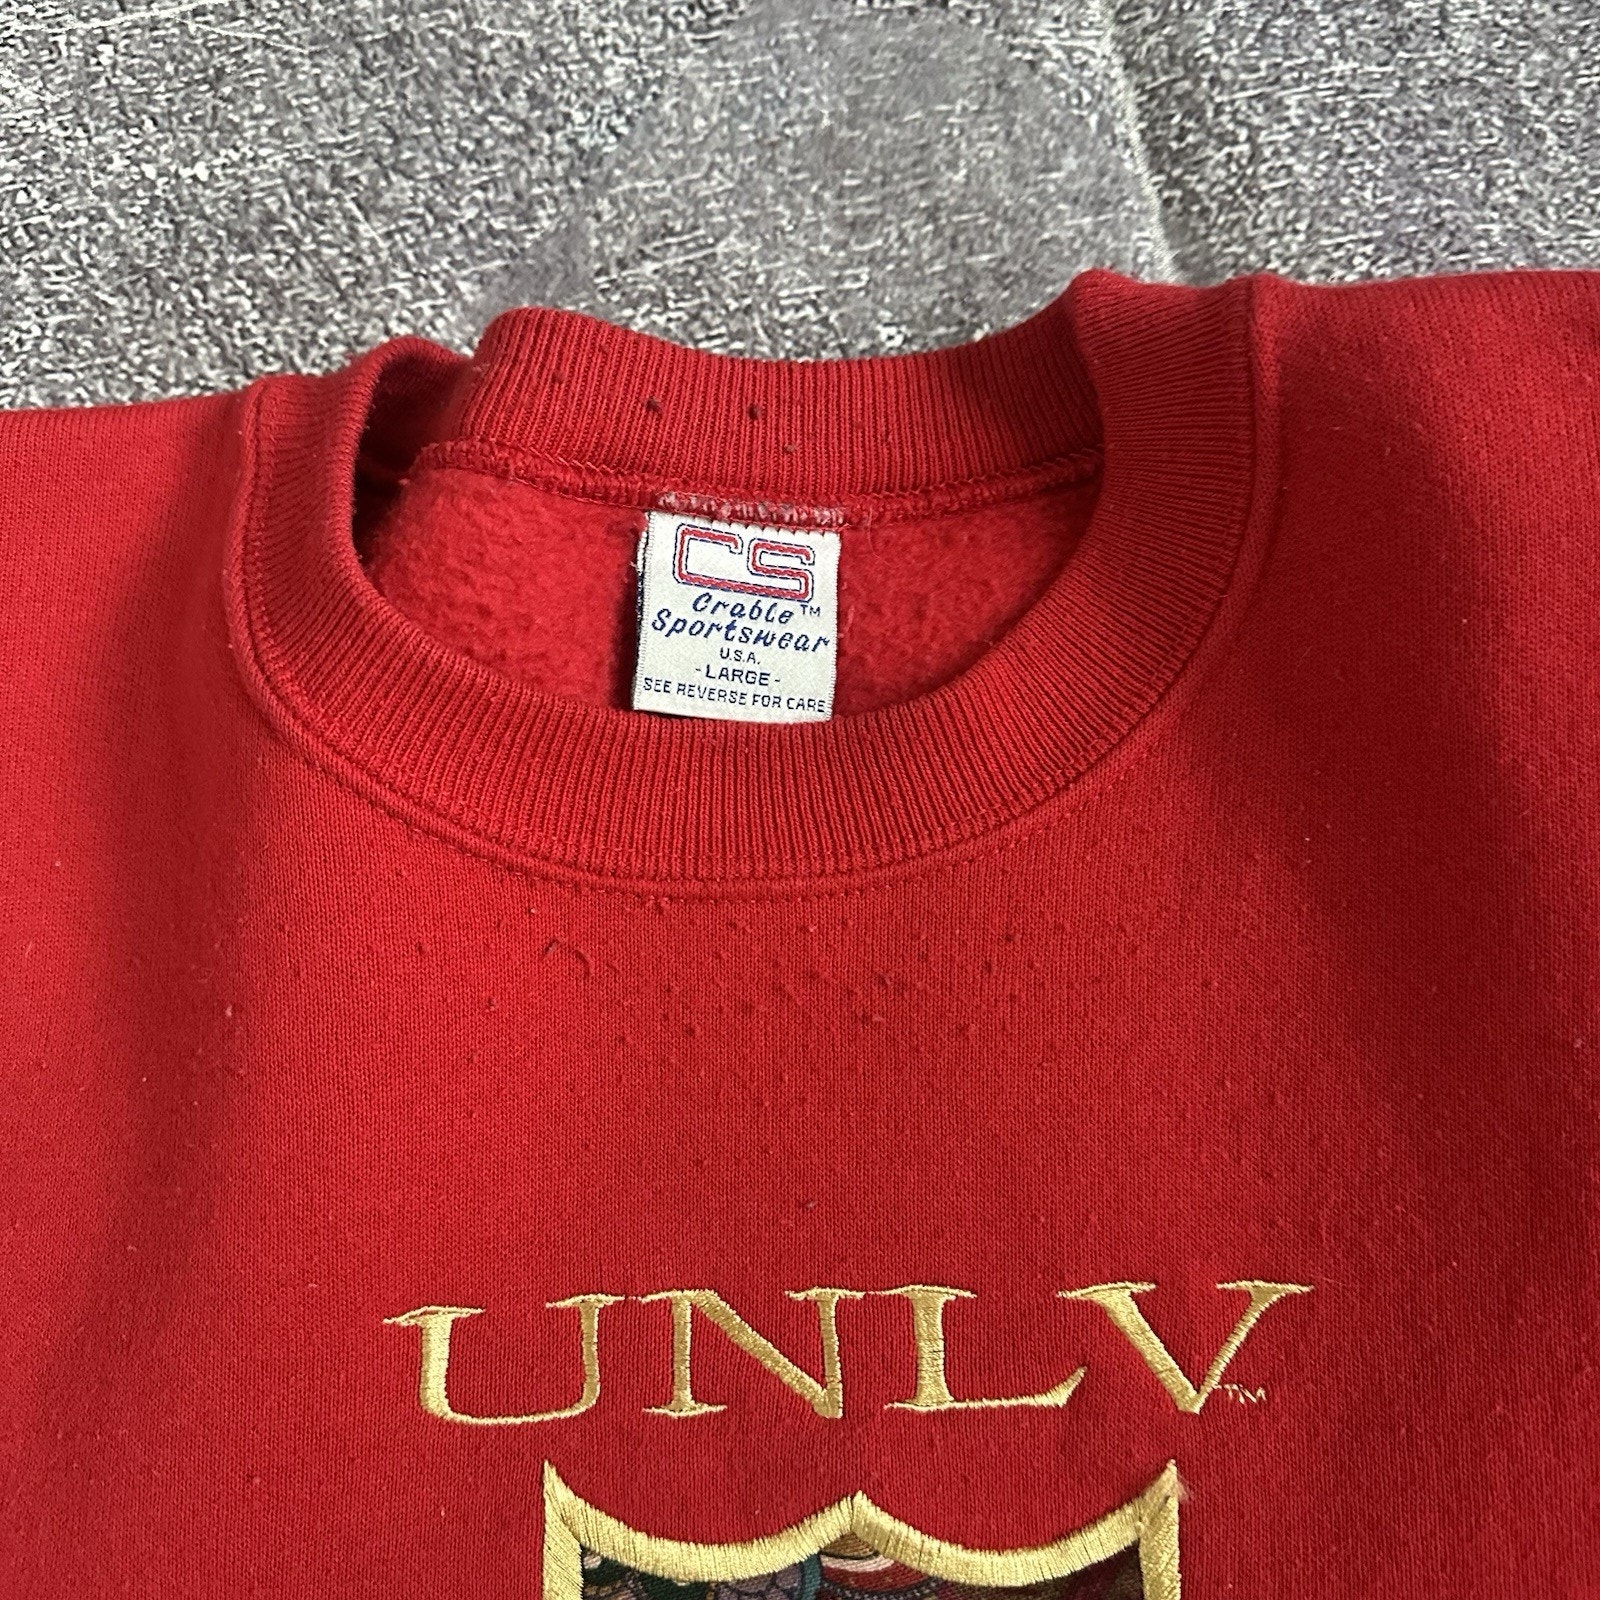 CS
Crable™
Sportswear
U.S.A.
-LARGE-
SEE REVERSE FOR CARE
UNLV™